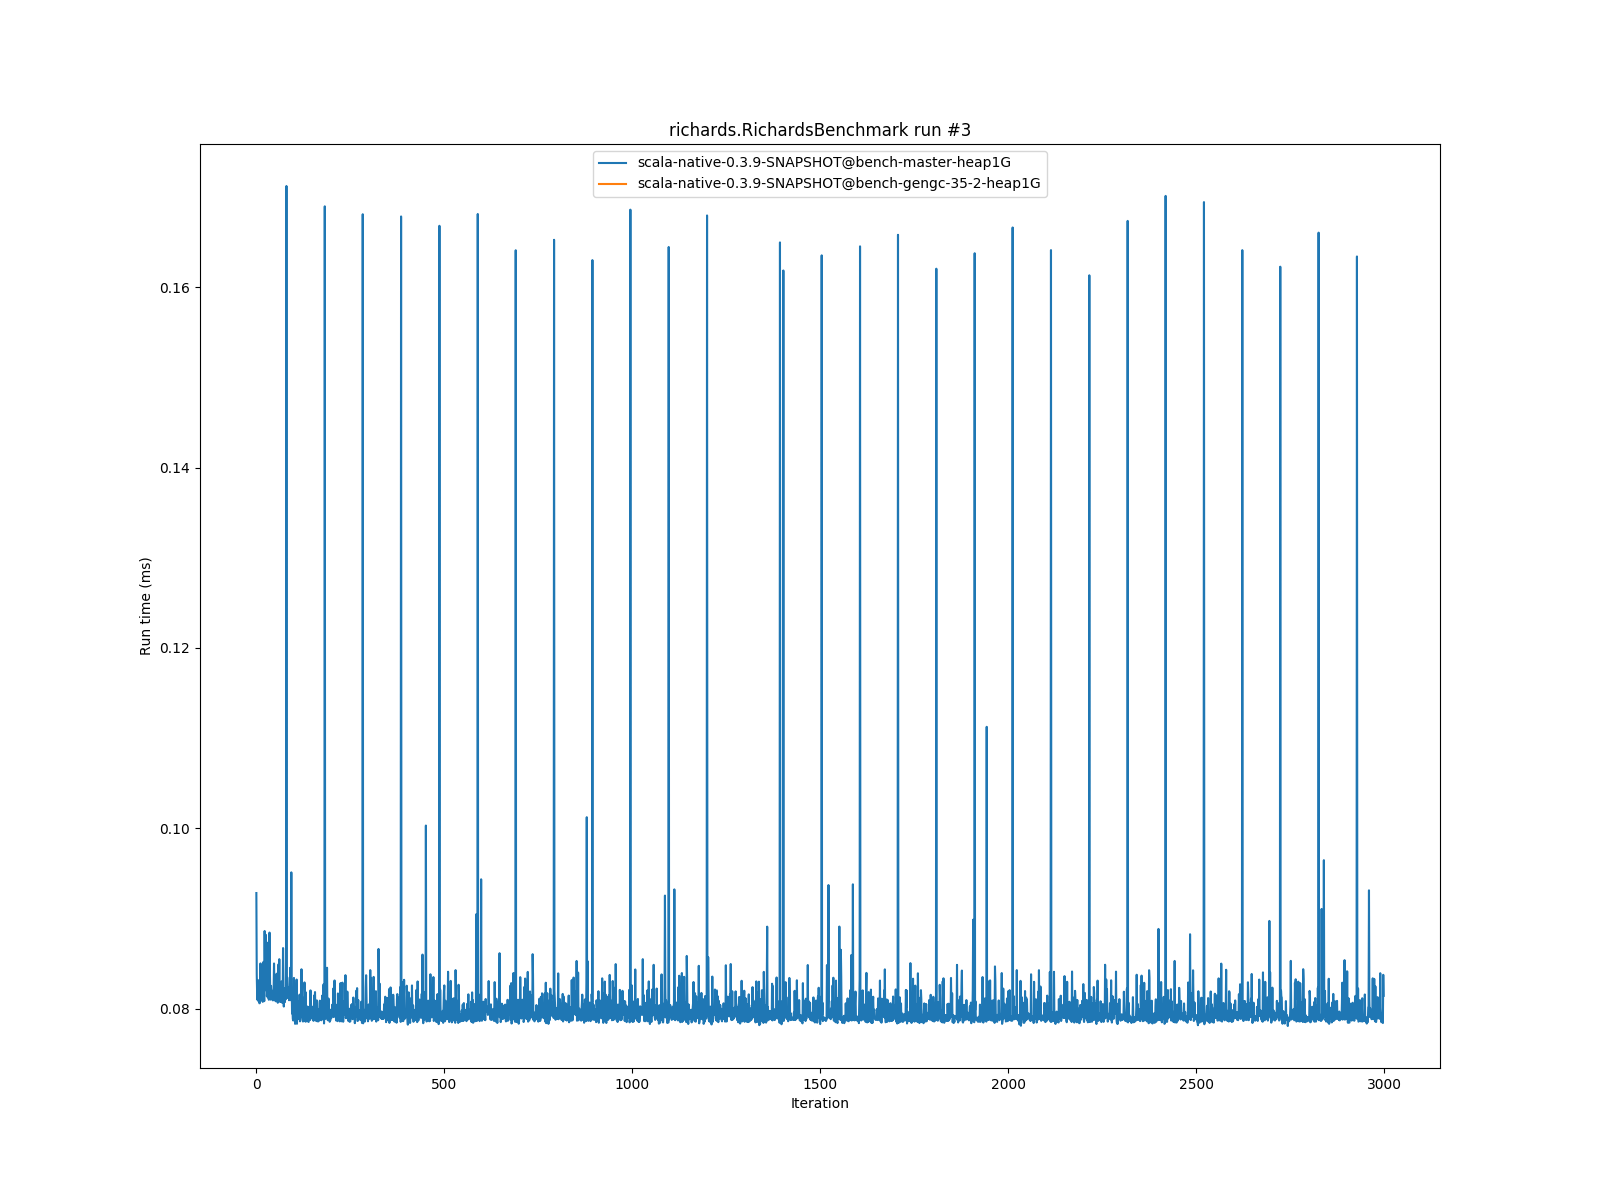 richards.RichardsBenchmark run #3
scala-native-0.3.9-SNAPSHOT@bench-master-heap1G
scala-native-0.3.9-SNAPSHOT@bench-gengc-35-2-heap1G
0.16
0.14
0.12
0.10
0.08
Run time (ms)
0 500 1000 1500 2000 2500 3000
Iteration